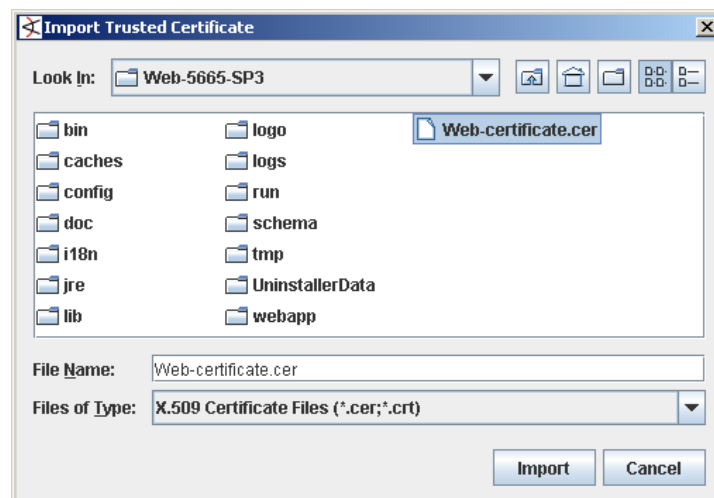 Import Trusted Certificate
Look In: Web-5665-SP3
bin logo Web-certificate.cer
caches logs
config run
doc schema
i18n tmp
jre UninstallerData
lib webapp
File Name: Web-certificate.cer
Files of Type: X.509 Certificate Files (*.cer;*.crt)
Import Cancel